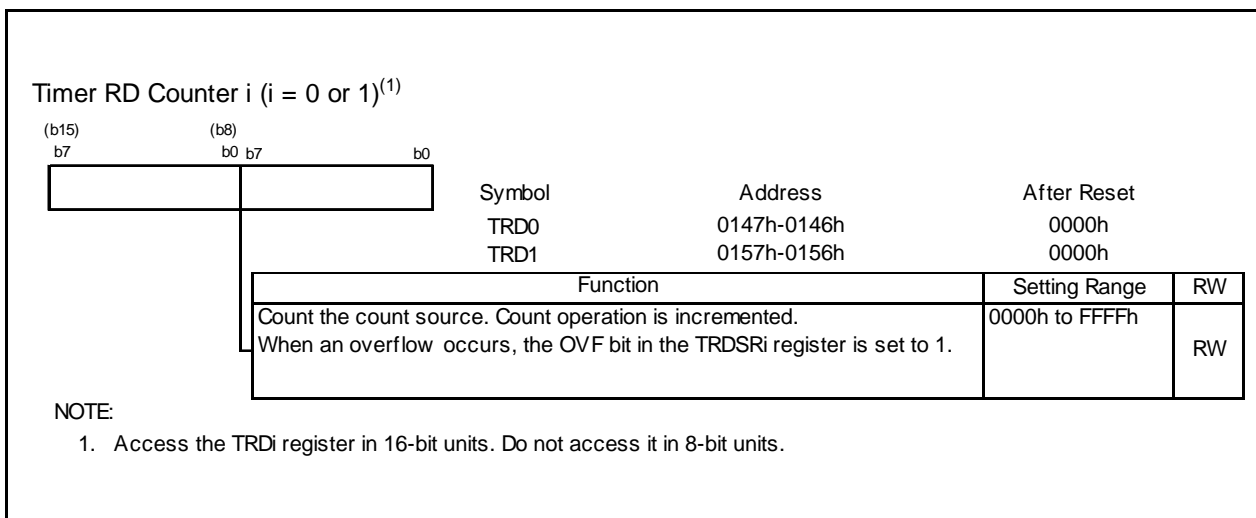 Timer RD Counter i (i = 0 or 1)(1)
(b15) (b8)
b7 b0 b7 b0
Symbol Address After Reset
TRD0 0147h-0146h 0000h
TRD1 0157h-0156h 0000h
Function Setting Range RW
Count the count source. Count operation is incremented. 0000h to FFFFh
When an overflow occurs, the OVF bit in the TRDSRi register is set to 1. RW
NOTE:
1. Access the TRDi register in 16-bit units. Do not access it in 8-bit units.